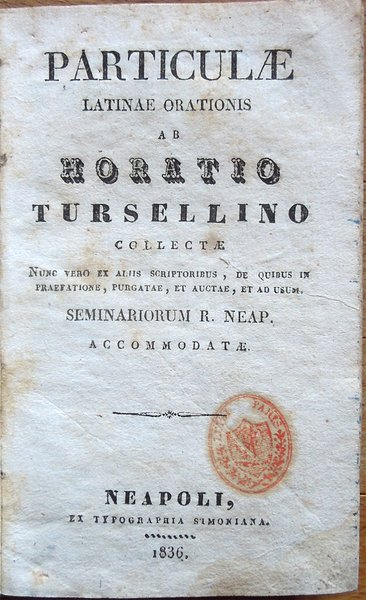 PARTICULÆ
LATINAE ORATIONIS
AB
HORATIO
TURSELLINO
COLLECTÆ
NUNC VERO EX ALIIS SCRIPTORIBUS, DE QUIBUS IN
PRAEFATIONE, PURGATAE, ET AUCTAE, ET AD USUM.
SEMINARIORUM R. NEAP.
ACCOMMODATÆ.
NEAPOLI,
EX TYPOGRAPHIA SIMONIANA.
1836.